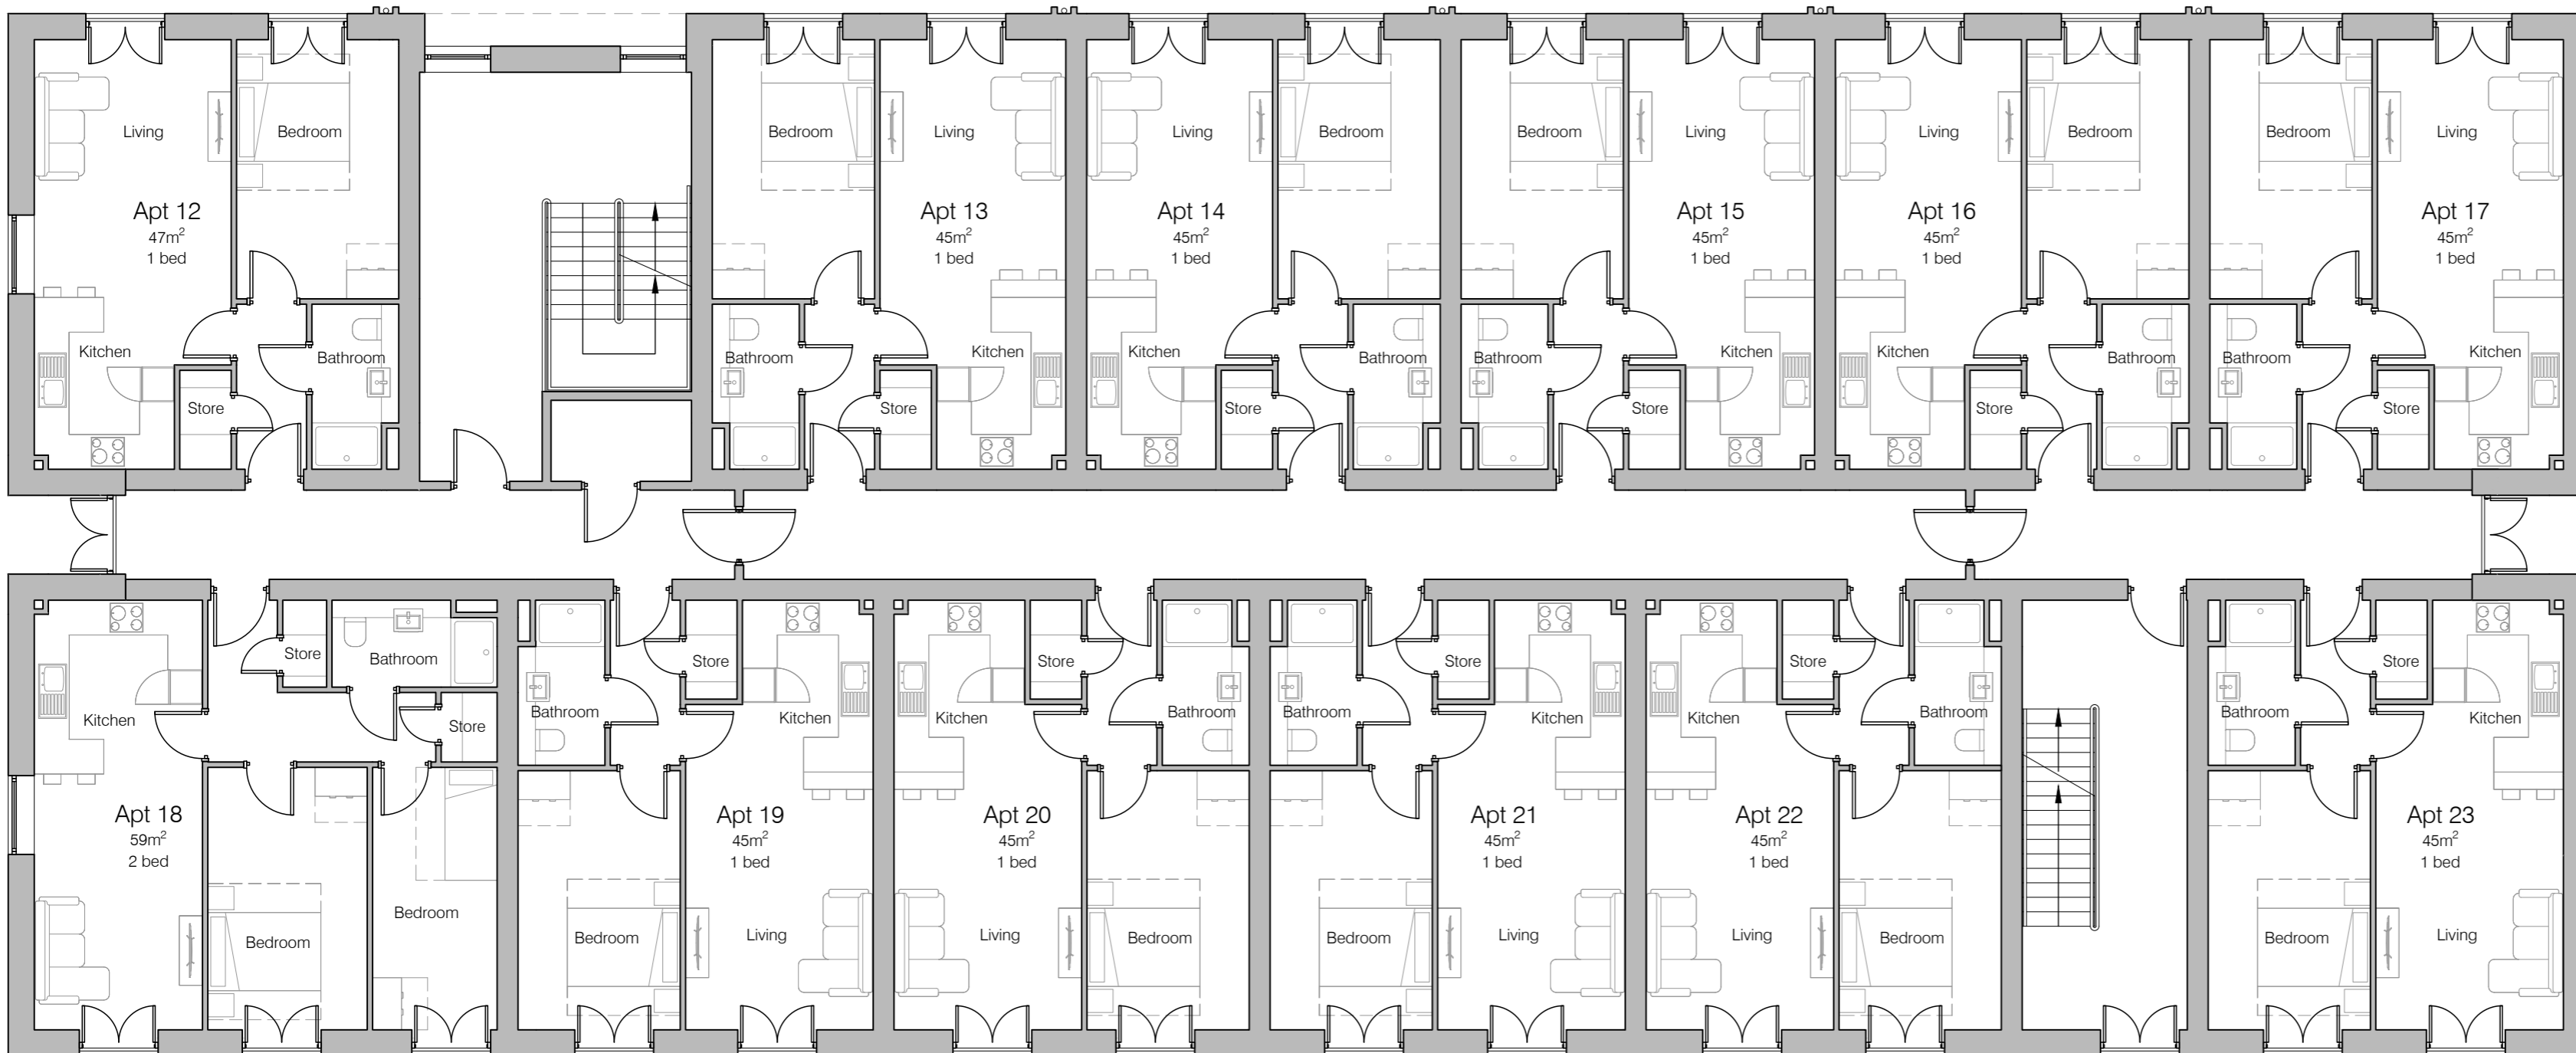 Living
Bedroom
Bedroom
Living
Living
Bedroom
Bedroom
Living
Living
Bedroom
Bedroom
Living
Apt 12
47m²
1 bed
Apt 13
45m²
1 bed
Apt 14
45m²
1 bed
Apt 15
45m²
1 bed
Apt 16
45m²
1 bed
Apt 17
45m²
1 bed
Kitchen
Bathroom
Bathroom
Kitchen
Kitchen
Bathroom
Bathroom
Kitchen
Kitchen
Bathroom
Bathroom
Kitchen
Store
Store
Store
Store
Store
Store
Store
Bathroom
Store
Store
Store
Store
Store
Kitchen
Store
Bathroom
Kitchen
Kitchen
Bathroom
Bathroom
Kitchen
Kitchen
Bathroom
Bathroom
Kitchen
Apt 18
59m²
2 bed
Apt 19
45m²
1 bed
Apt 20
45m²
1 bed
Apt 21
45m²
1 bed
Apt 22
45m²
1 bed
Apt 23
45m²
1 bed
Bedroom
Bedroom
Bedroom
Living
Living
Bedroom
Bedroom
Living
Living
Bedroom
Bedroom
Living